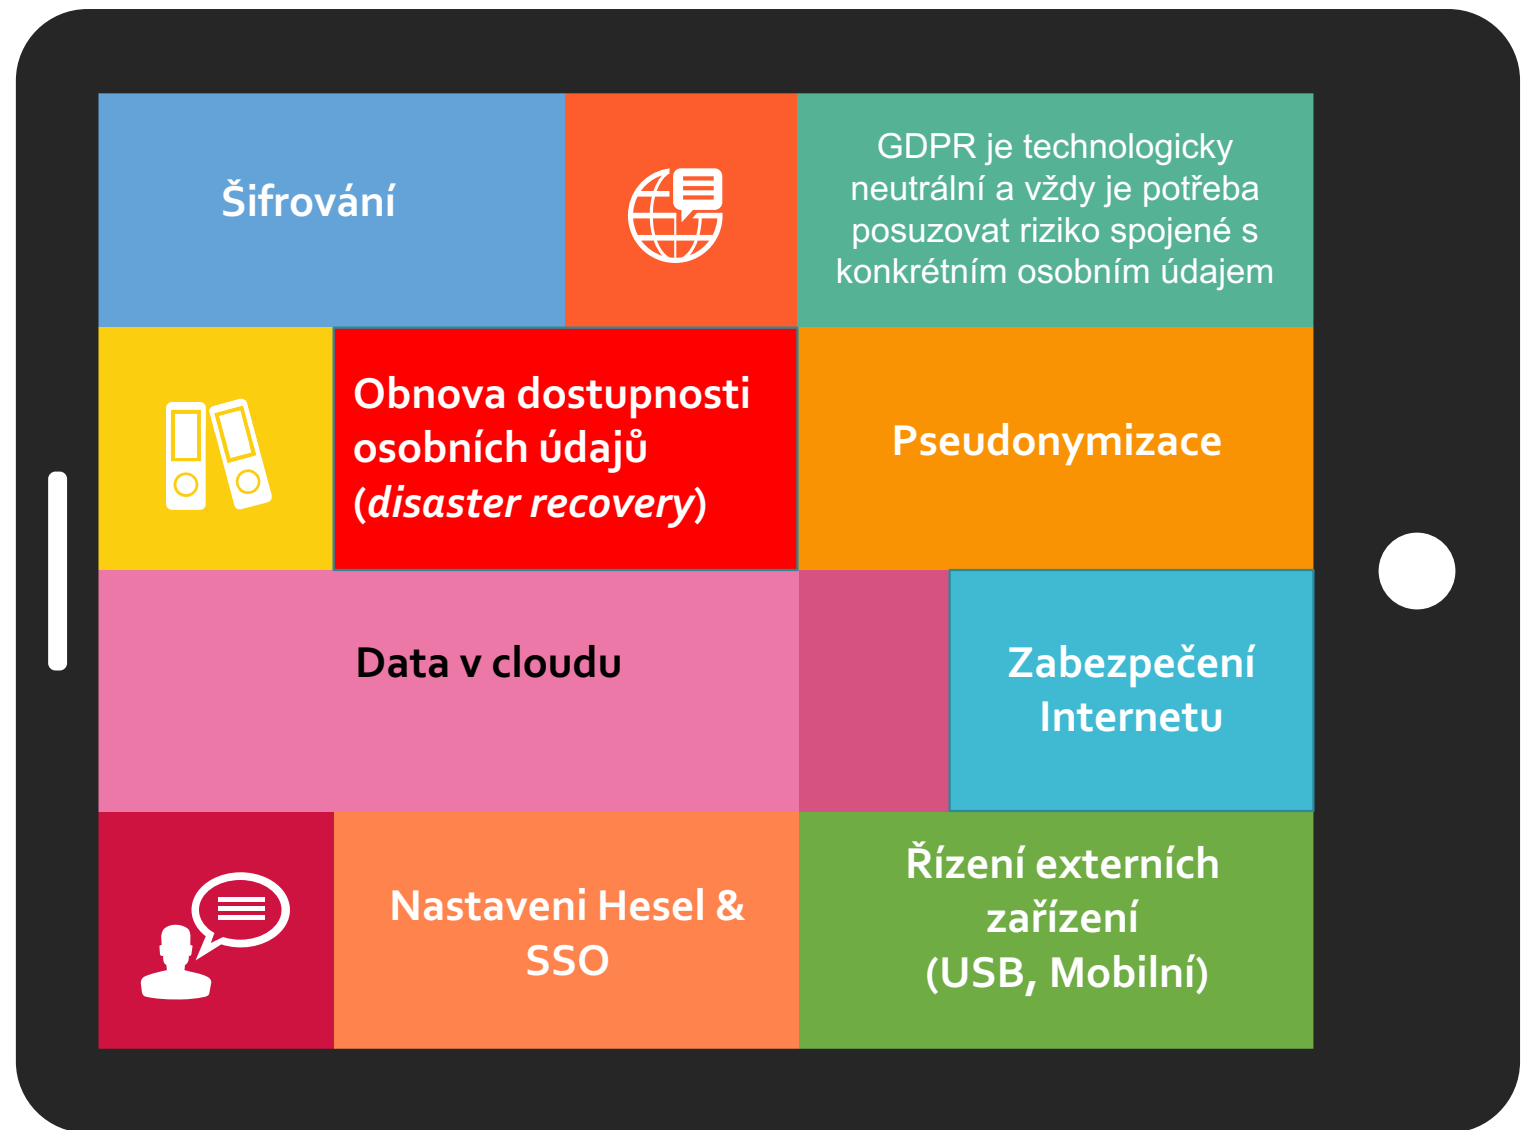 Šifrování
GDPR je technologicky
neutrální a vždy je potřeba
posuzovat riziko spojené s
konkrétním osobním údajem
Obnova dostupnosti
osobních údajů
(disaster recovery)
Pseudonymizace
Data v cloudu
Zabezpečení
Internetu
Nastaveni Hesel &
SSO
Řízení externích
zařízení
(USB, Mobilní)